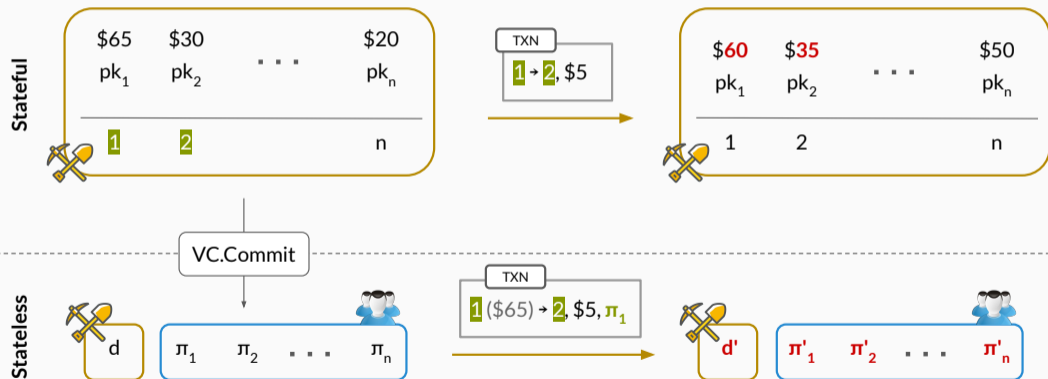 Stateful
$65 $30 ... $20
pk1 pk2 pkn
1 2 n
TXN
1 → 2, $5
$60 $35 ... $50
pk1 pk2 pkn
1 2 n
VC.Commit
Stateless
d
π1 π2 ... πn
TXN
1 ($65) → 2, $5, π1
d'
π'1 π'2 ... π'n